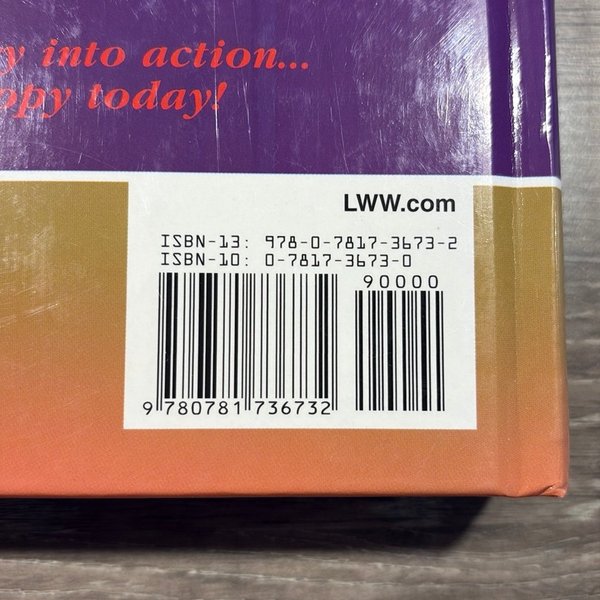 into action...
today!
LWW.com
ISBN-13: 978-0-7817-3673-2
ISBN-10: 0-7817-3673-0
90000
9 780781 736732